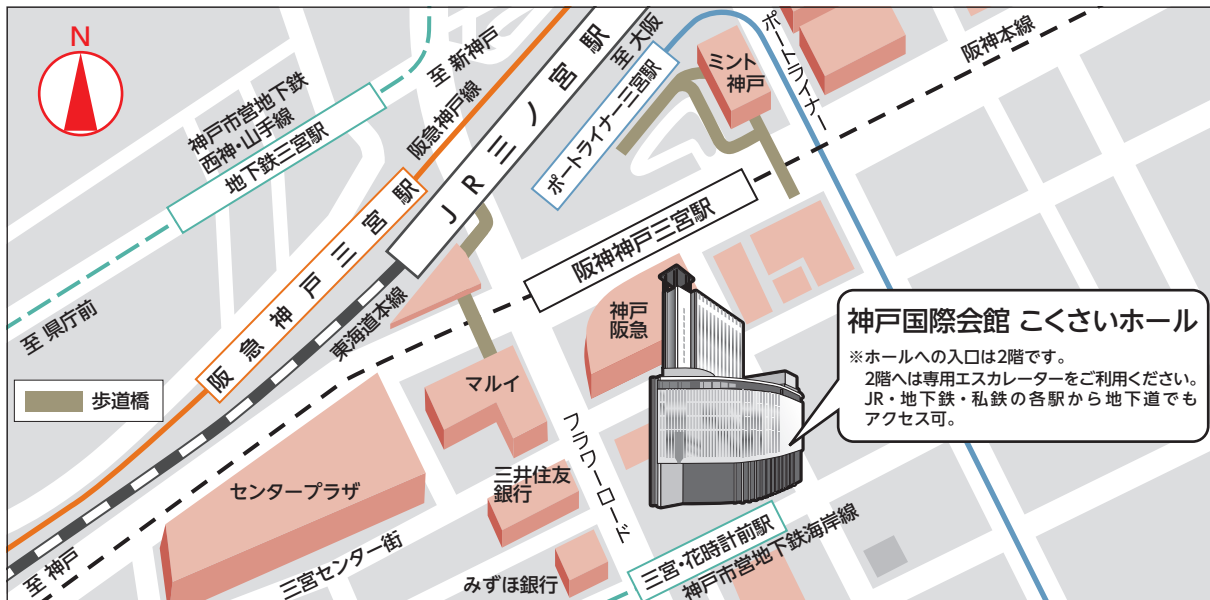 N
神戸市営地下鉄
西神・山手線
地下鉄三宮駅
至 新神戸
阪急神戸線
JR三ノ宮駅
至 大阪
ポートライナー三宮駅
ミント
神戸
ポートライナー
阪神本線
至 県庁前
阪急神戸三宮駅
東海道本線
阪神神戸三宮駅
神戸
阪急
神戸国際会館 こくさいホール
※ホールへの入口は2階です。
2階へは専用エスカレーターをご利用ください。
JR・地下鉄・私鉄の各駅から地下道でも
アクセス可。
歩道橋
マルイ
フラワーロード
センタープラザ
三井住友
銀行
至 神戸
三宮センター街
みずほ銀行
三宮・花時計前駅
神戸市営地下鉄海岸線